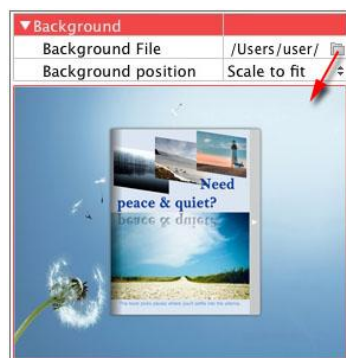 ▼Background
Background File /Users/user/
Background position Scale to fit
Need
peace & quiet?